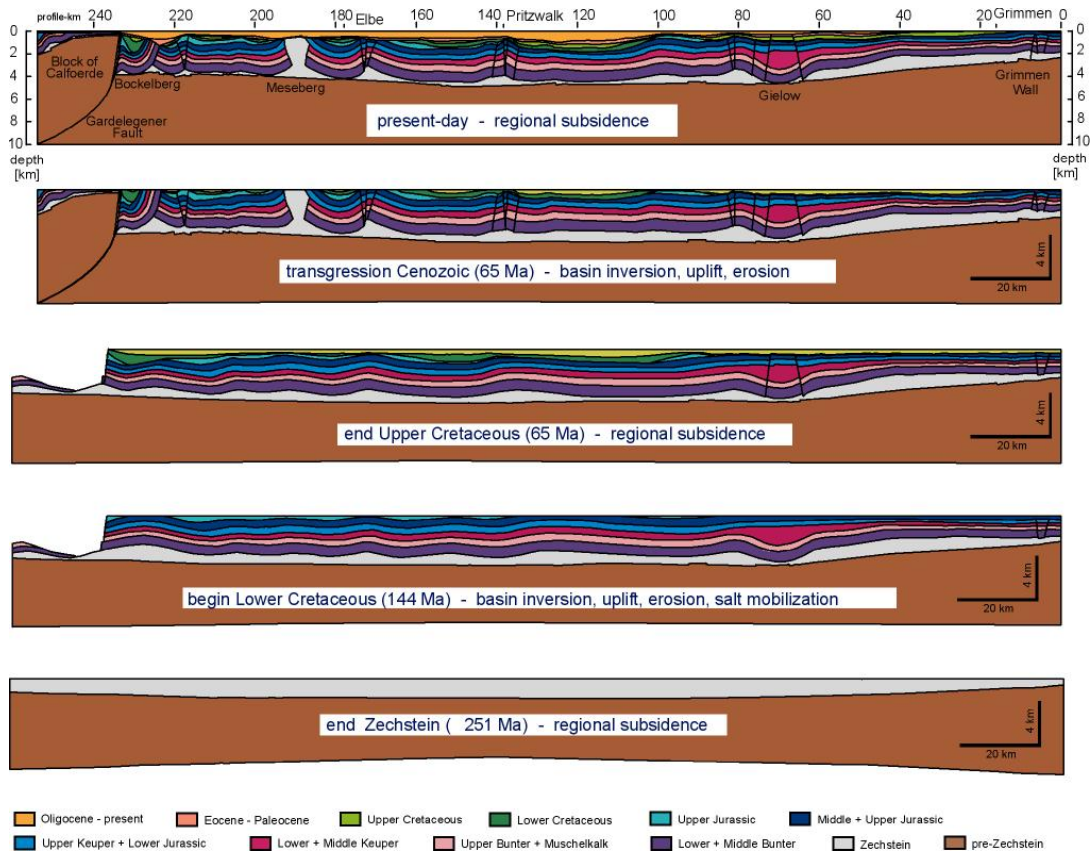 profile-km 240 220 200 180 Elbe 160 140 Pritzwalk 120 100 80 60 40 20 Grimmen 0
0 2 4 6 8 10
0 2 4 6 8 10
Block of
Calfoerde
Bockelberg
Meseberg
Gielow
Grimmen
Wall
Gardelegener
Fault
present-day - regional subsidence
depth
[km]
depth
[km]
transgression Cenozoic (65 Ma) - basin inversion, uplift, erosion
4 km
20 km
end Upper Cretaceous (65 Ma) - regional subsidence
4 km
20 km
begin Lower Cretaceous (144 Ma) - basin inversion, uplift, erosion, salt mobilization
4 km
20 km
end Zechstein ( 251 Ma) - regional subsidence
4 km
20 km
Oligocene - present Eocene - Paleocene Upper Cretaceous Lower Cretaceous Upper Jurassic Middle + Upper Jurassic
Upper Keuper + Lower Jurassic Lower + Middle Keuper Upper Bunter + Muschelkalk Lower + Middle Bunter Zechstein pre-Zechstein